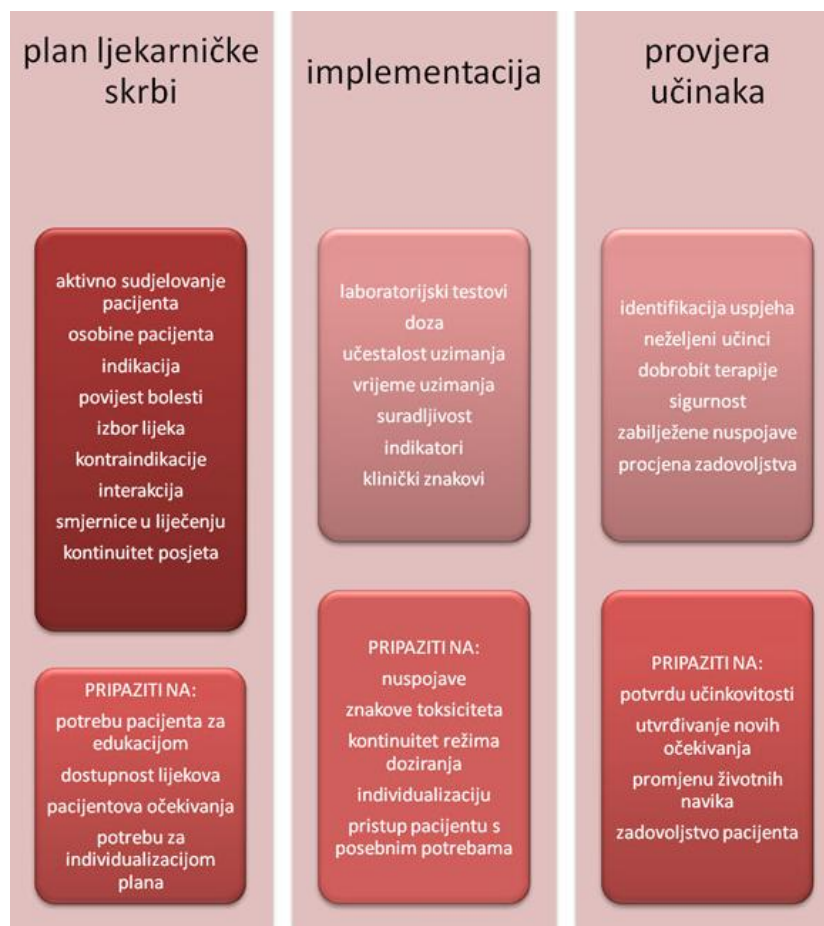 plan ljekarničke
skrbi
aktivno sudjelovanje
pacijenta
osobine pacijenta
indikacija
povijest bolesti
izbor lijeka
kontraindikacije
interakcija
smjernice u liječenju
kontinuitet posjeta
PRIPAZITI NA:
potrebu pacijenta za
edukacijom
dostupnost lijekova
pacijentova očekivanja
potrebu za
individualizacijom
plana
implementacija
laboratorijski testovi
doza
učestalost uzimanja
vrijeme uzimanja
suradljivost
indikatori
klinički znakovi
PRIPAZITI NA:
nuspojave
znakove toksiciteta
kontinuitet režima
doziranja
individualizaciju
pristup pacijentu s
posebnim potrebama
provjera
učinaka
identifikacija uspjeha
neželjeni učinci
dobrobit terapije
sigurnost
zabilježene nuspojave
procjena zadovoljstva
PRIPAZITI NA:
potvrdu učinkovitosti
utvrđivanje novih
očekivanja
promjenu životnih
navika
zadovoljstvo pacijenta